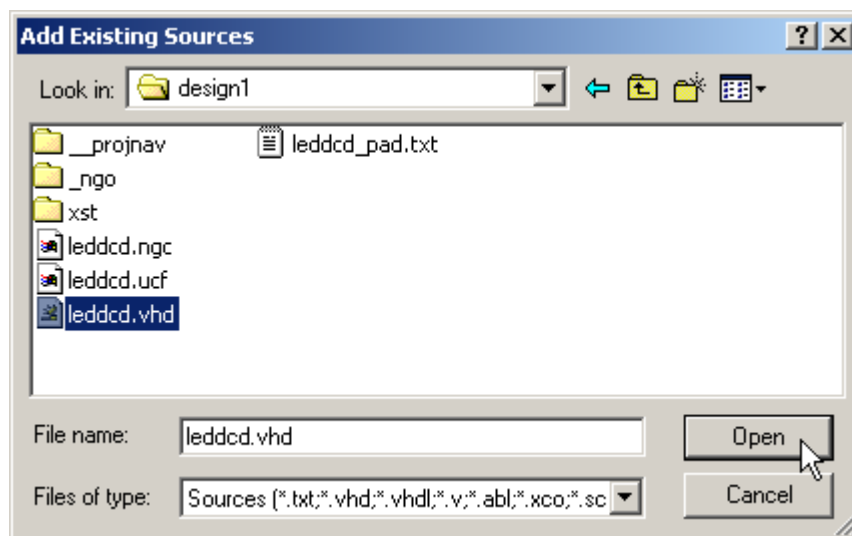 Add Existing Sources
Look in: design1
__projnav leddcd_pad.txt
_ngo
xst
leddcd.ngc
leddcd.ucf
leddcd.vhd
File name: leddcd.vhd Open
Files of type: Sources (*.txt;*.vhd;*.vhdl;*.v;*.abl;*.xco;*.sc Cancel